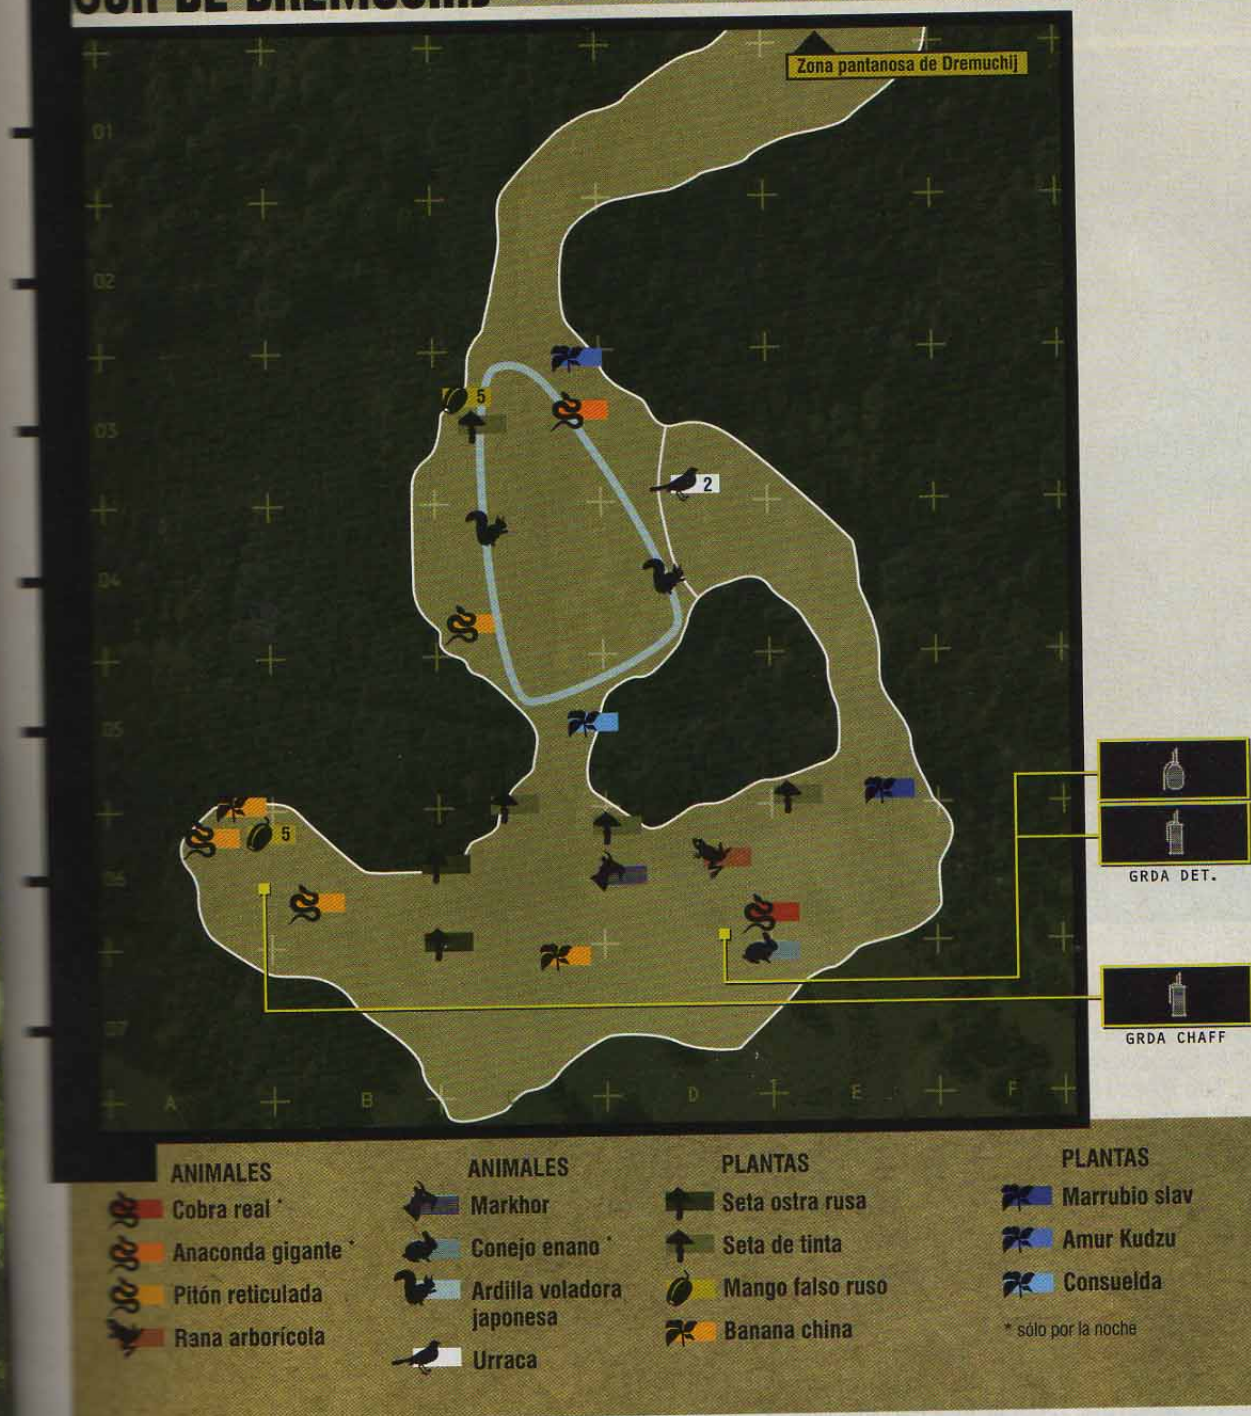 SUR DE DREMUCHIJ
Zona pantanosa de Dremuchij
01
02
5
03
2
04
05
5
06
GRDA DET.
GRDA CHAFF
07
A B C D E F
ANIMALES
Cobra real *
Anaconda gigante *
Pitón reticulada
Rana arborícola
ANIMALES
Markhor
Conejo enano *
Ardilla voladora
japonesa
Urraca
PLANTAS
Seta ostra rusa
Seta de tinta
Mango falso ruso
Banana china
PLANTAS
Marrubio slav
Amur Kudzu
Consuelda
* sólo por la noche